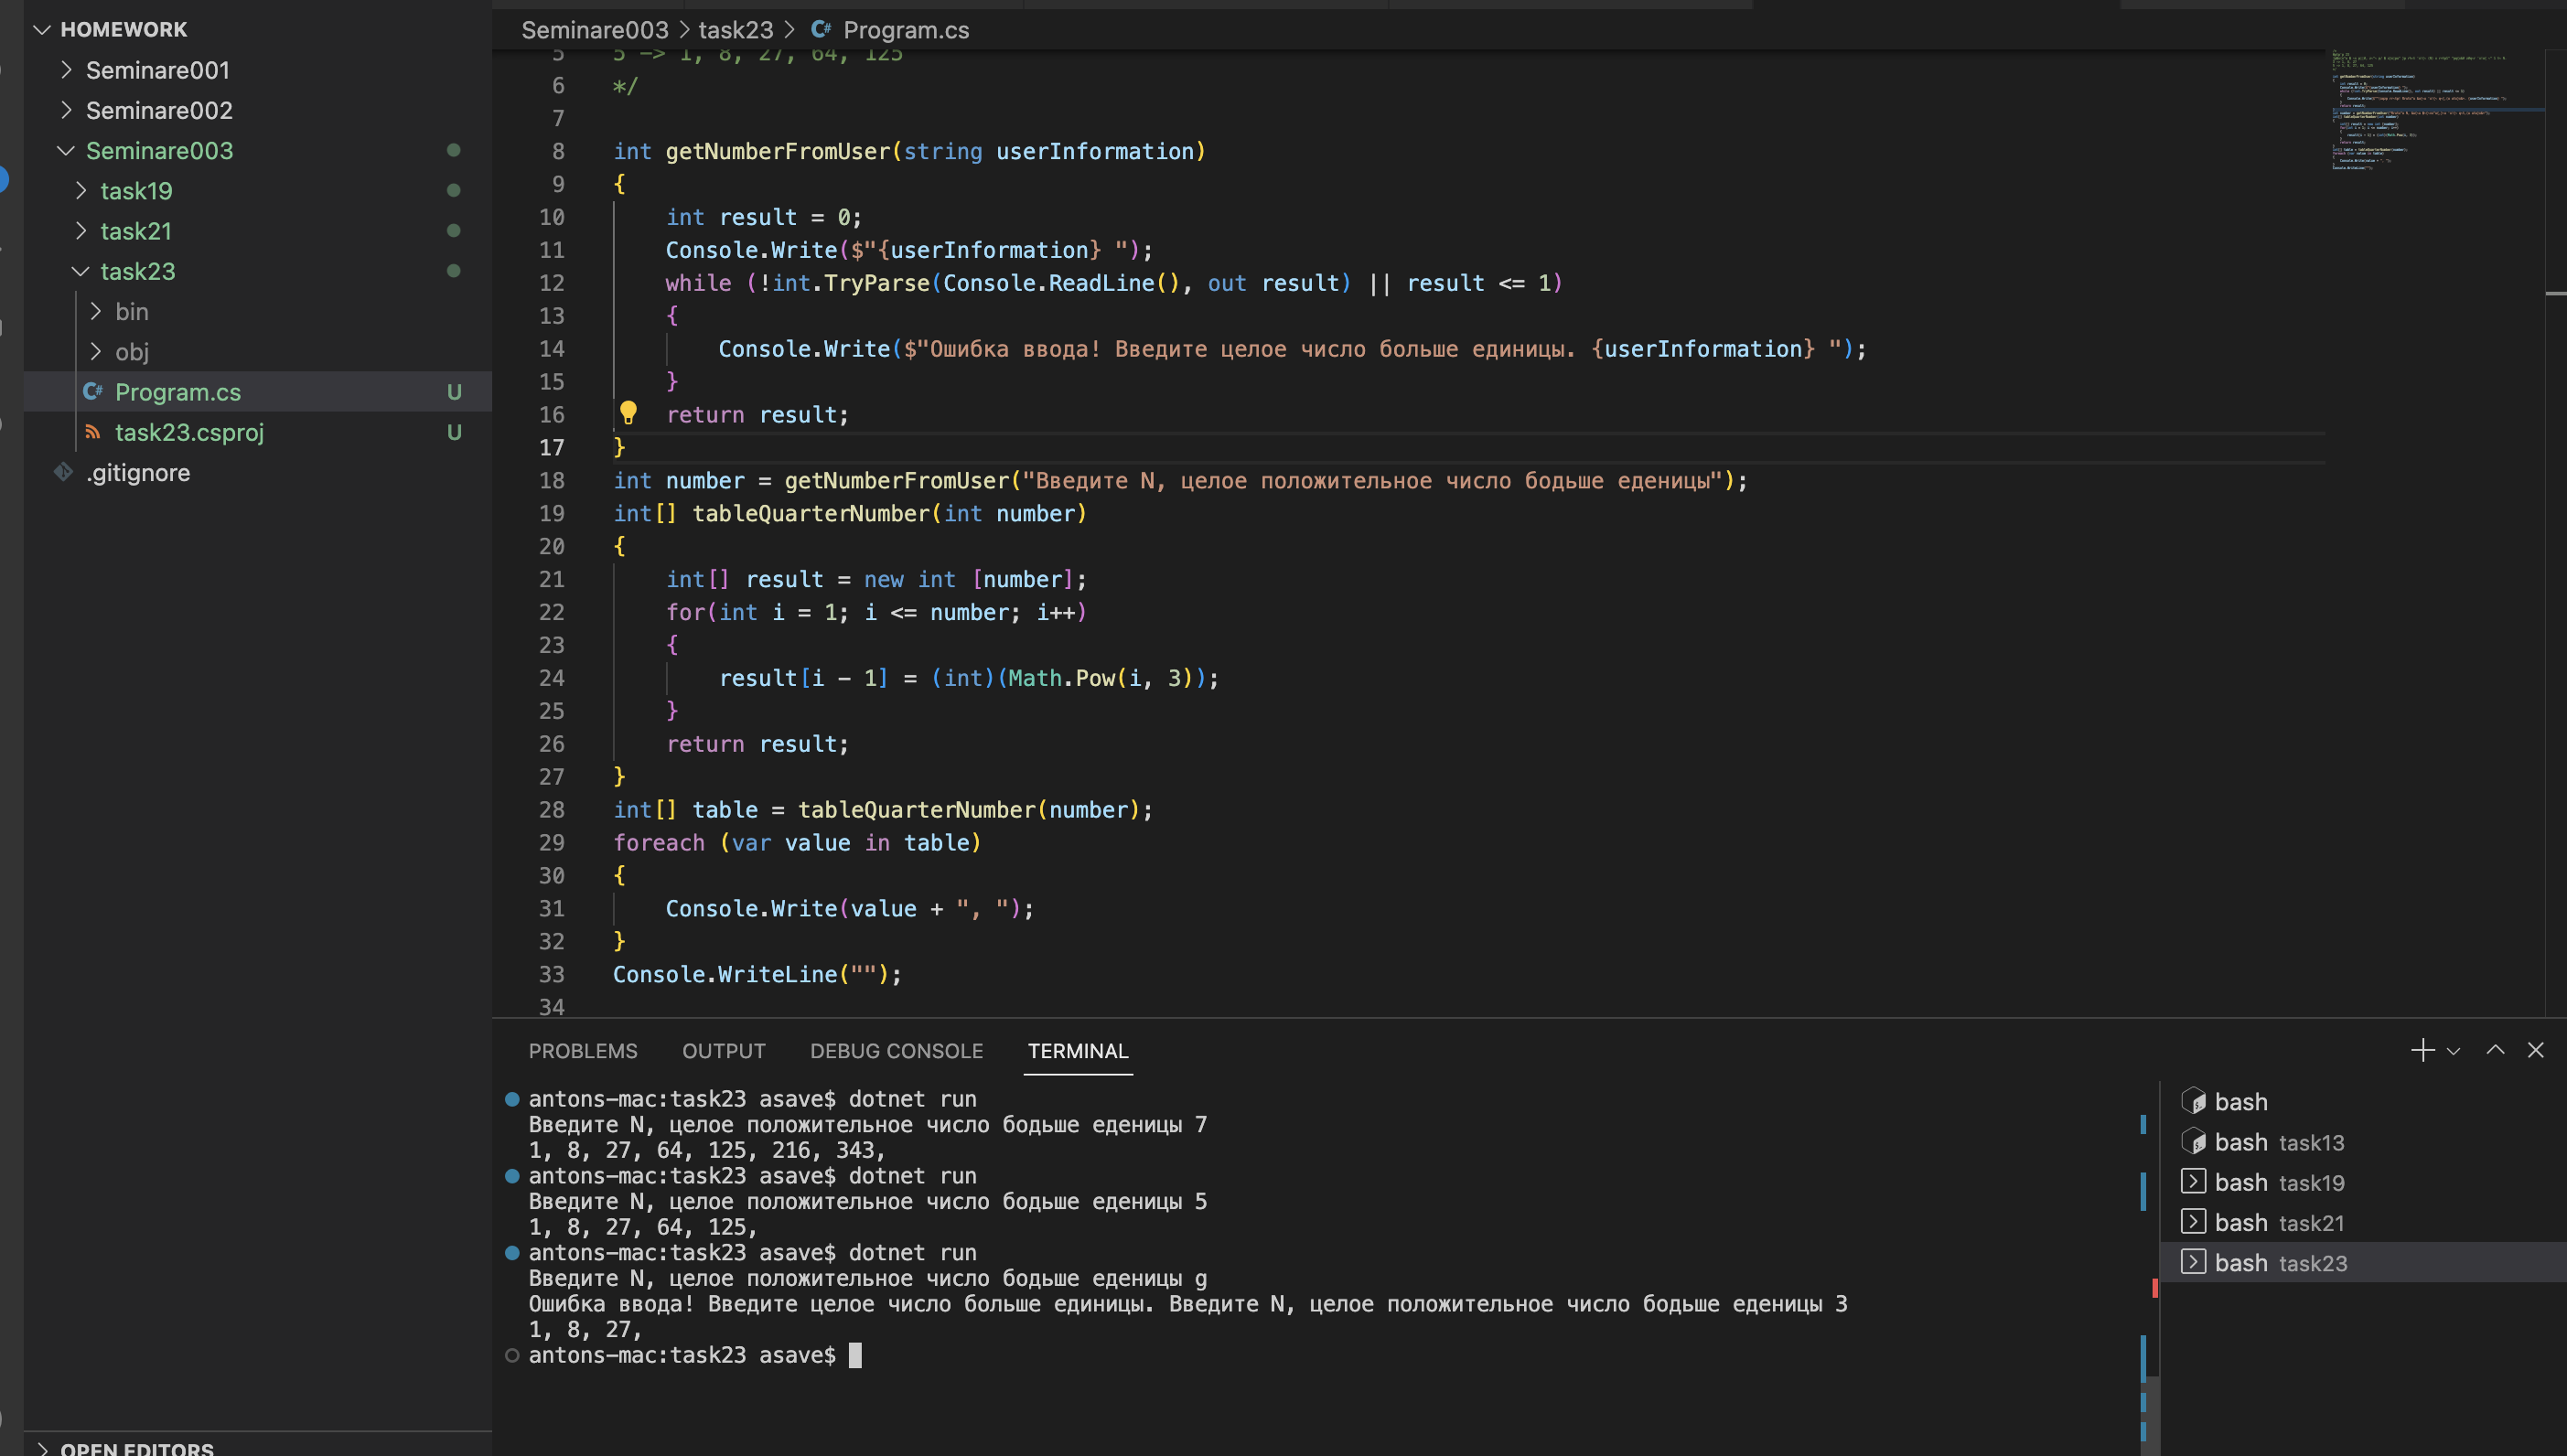 HOMEWORK
Seminare001
Seminare002
Seminare003
task19
task21
task23
bin
obj
Program.cs U
task23.csproj U
.gitignore
OPEN EDITORS
Seminare003 > task23 > C# Program.cs
5 5 -> 1, 8, 27, 64, 125
6 */
7
8 int getNumberFromUser(string userInformation)
9 {
10 int result = 0;
11 Console.Write($"{userInformation} ");
12 while (!int.TryParse(Console.ReadLine(), out result) || result <= 1)
13 {
14 Console.Write($"Ошибка ввода! Введите целое число больше единицы. {userInformation} ");
15 }
16 return result;
17 }
18 int number = getNumberFromUser("Введите N, целое положительное число бодьше еденицы");
19 int[] tableQuarterNumber(int number)
20 {
21 int[] result = new int [number];
22 for(int i = 1; i <= number; i++)
23 {
24 result[i - 1] = (int)(Math.Pow(i, 3));
25 }
26 return result;
27 }
28 int[] table = tableQuarterNumber(number);
29 foreach (var value in table)
30 {
31 Console.Write(value + ", ");
32 }
33 Console.WriteLine("");
34
PROBLEMS OUTPUT DEBUG CONSOLE TERMINAL
antons-mac:task23 asave$ dotnet run
Введите N, целое положительное число бодьше еденицы 7
1, 8, 27, 64, 125, 216, 343,
antons-mac:task23 asave$ dotnet run
Введите N, целое положительное число бодьше еденицы 5
1, 8, 27, 64, 125,
antons-mac:task23 asave$ dotnet run
Введите N, целое положительное число бодьше еденицы g
Ошибка ввода! Введите целое число больше единицы. Введите N, целое положительное число бодьше еденицы 3
1, 8, 27,
antons-mac:task23 asave$
bash
bash task13
bash task19
bash task21
bash task23